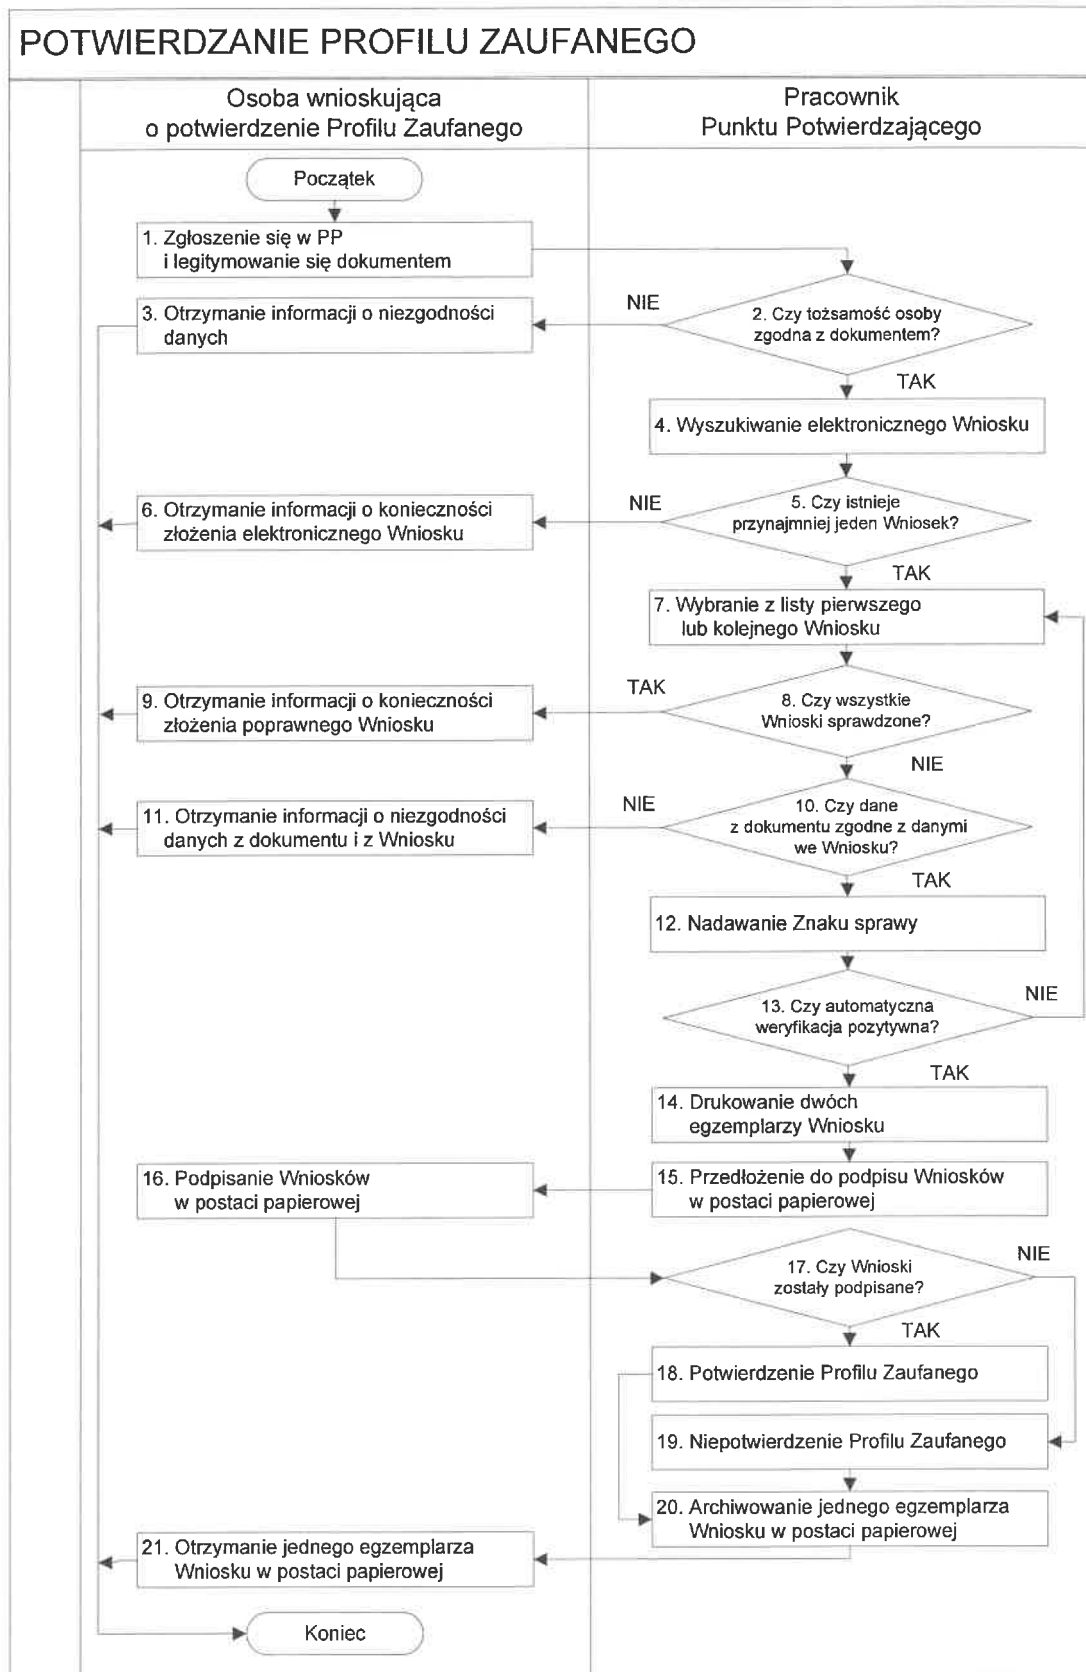 POTWIERDZANIE PROFILU ZAUFANEGO
Osoba wnioskująca
o potwierdzenie Profilu Zaufanego
Pracownik
Punktu Potwierdzającego
Początek
1. Zgłoszenie się w PP
i legitymowanie się dokumentem
2. Czy tożsamość osoby
zgodna z dokumentem?
NIE
3. Otrzymanie informacji o niezgodności
danych
TAK
4. Wyszukiwanie elektronicznego Wniosku
5. Czy istnieje
przynajmniej jeden Wniosek?
NIE
6. Otrzymanie informacji o konieczności
złożenia elektronicznego Wniosku
TAK
7. Wybranie z listy pierwszego
lub kolejnego Wniosku
8. Czy wszystkie
Wnioski sprawdzone?
TAK
9. Otrzymanie informacji o konieczności
złożenia poprawnego Wniosku
NIE
10. Czy dane
z dokumentu zgodne z danymi
we Wniosku?
NIE
11. Otrzymanie informacji o niezgodności
danych z dokumentu i z Wniosku
TAK
12. Nadawanie Znaku sprawy
13. Czy automatyczna
weryfikacja pozytywna?
NIE
TAK
14. Drukowanie dwóch
egzemplarzy Wniosku
15. Przedłożenie do podpisu Wniosków
w postaci papierowej
16. Podpisanie Wniosków
w postaci papierowej
17. Czy Wnioski
zostały podpisane?
NIE
TAK
18. Potwierdzenie Profilu Zaufanego
19. Niepotwierdzenie Profilu Zaufanego
20. Archiwowanie jednego egzemplarza
Wniosku w postaci papierowej
21. Otrzymanie jednego egzemplarza
Wniosku w postaci papierowej
Koniec